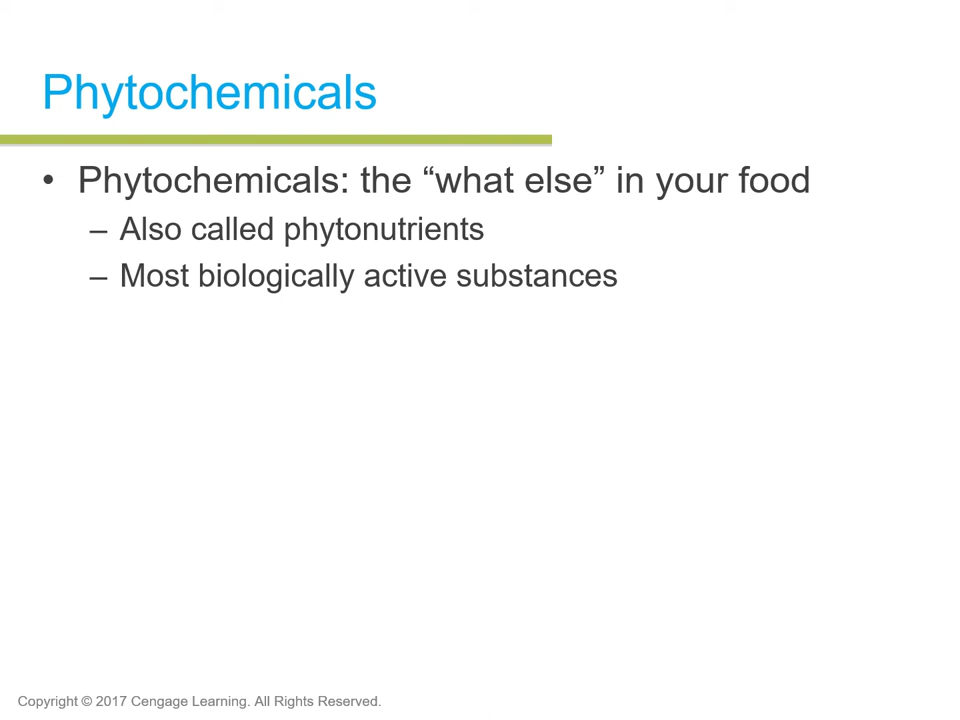 Phytochemicals
• Phytochemicals: the “what else” in your food
– Also called phytonutrients
– Most biologically active substances
Copyright © 2017 Cengage Learning. All Rights Reserved.